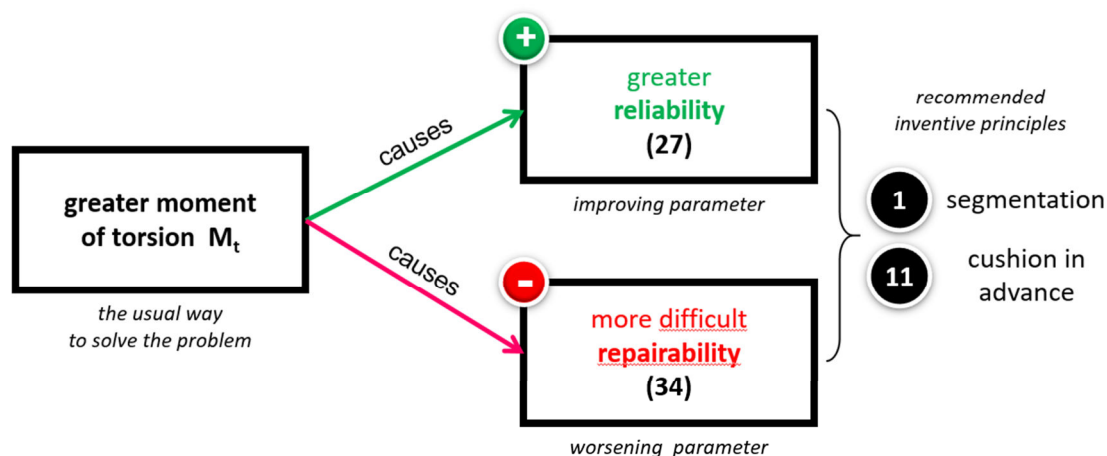 greater moment
of torsion Mt
the usual way
to solve the problem
causes
causes
+
greater
reliability
(27)
improving parameter
-
more difficult
repairability
(34)
worsening parameter
recommended
inventive principles
1 segmentation
11 cushion in
advance